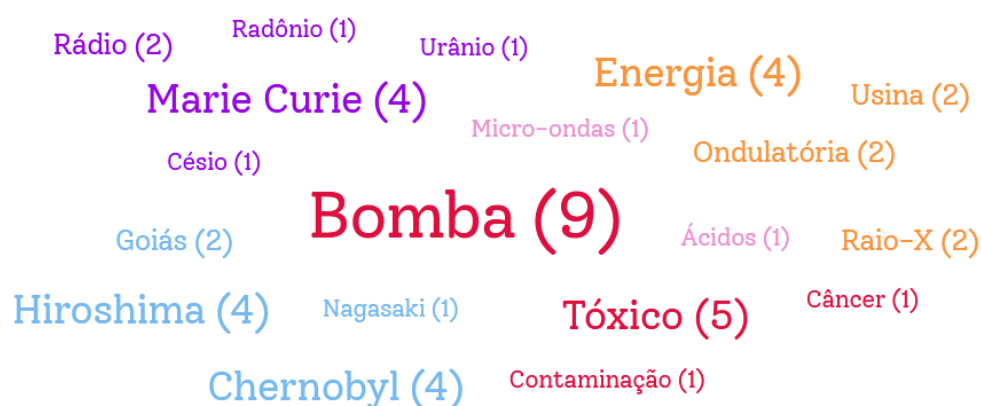 Radônio (1)
Rádio (2)
Urânio (1)
Energia (4)
Marie Curie (4)
Usina (2)
Micro-ondas (1)
Ondulatória (2)
Césio (1)
Bomba (9)
Goiás (2)
Ácidos (1)
Raio-X (2)
Hiroshima (4)
Nagasaki (1)
Tóxico (5)
Câncer (1)
Chernobyl (4)
Contaminação (1)